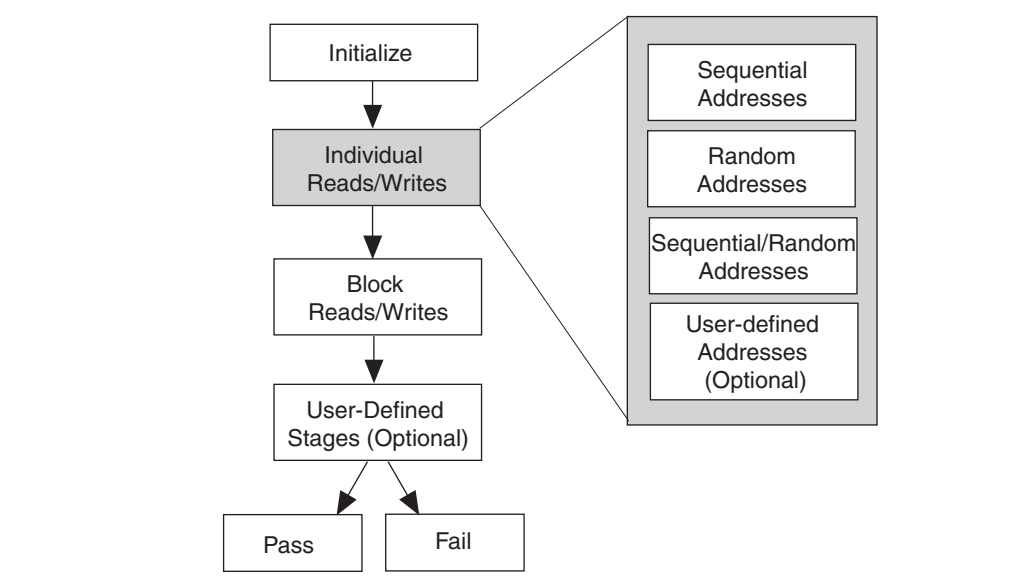 Initialize
Individual
Reads/Writes
Block
Reads/Writes
User-Defined
Stages (Optional)
Pass
Fail
Sequential
Addresses
Random
Addresses
Sequential/Random
Addresses
User-defined
Addresses
(Optional)